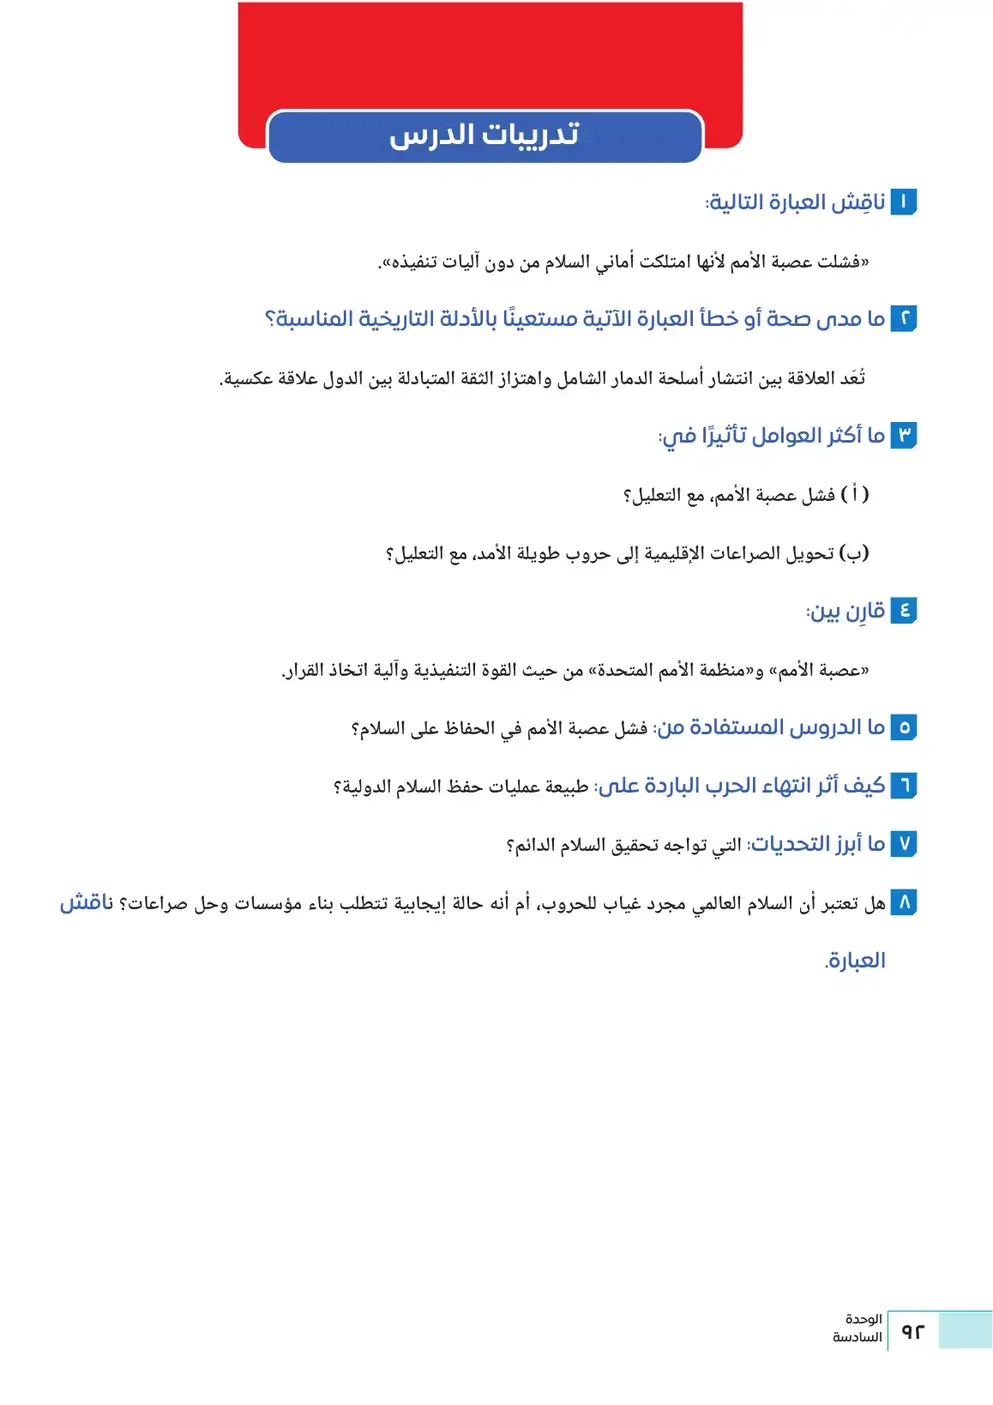 تدريبات الدرس
١ ناقِش العبارة التالية:
«فشلت عصبة الأمم لأنها امتلكت أماني السلام من دون آليات تنفيذه».
٢ ما مدى صحة أو خطأ العبارة الآتية مستعينًا بالأدلة التاريخية المناسبة؟
تُعَد العلاقة بين انتشار أسلحة الدمار الشامل واهتزاز الثقة المتبادلة بين الدول علاقة عكسية.
٣ ما أكثر العوامل تأثيرًا في:
( أ ) فشل عصبة الأمم، مع التعليل؟
(ب) تحويل الصراعات الإقليمية إلى حروب طويلة الأمد، مع التعليل؟
٤ قارِن بين:
«عصبة الأمم» و«منظمة الأمم المتحدة» من حيث القوة التنفيذية وآلية اتخاذ القرار.
٥ ما الدروس المستفادة من: فشل عصبة الأمم في الحفاظ على السلام؟
٦ كيف أثر انتهاء الحرب الباردة على: طبيعة عمليات حفظ السلام الدولية؟
٧ ما أبرز التحديات: التي تواجه تحقيق السلام الدائم؟
٨ هل تعتبر أن السلام العالمي مجرد غياب للحروب، أم أنه حالة إيجابية تتطلب بناء مؤسسات وحل صراعات؟ ناقش
العبارة.
٩٢
الوحدة
السادسة